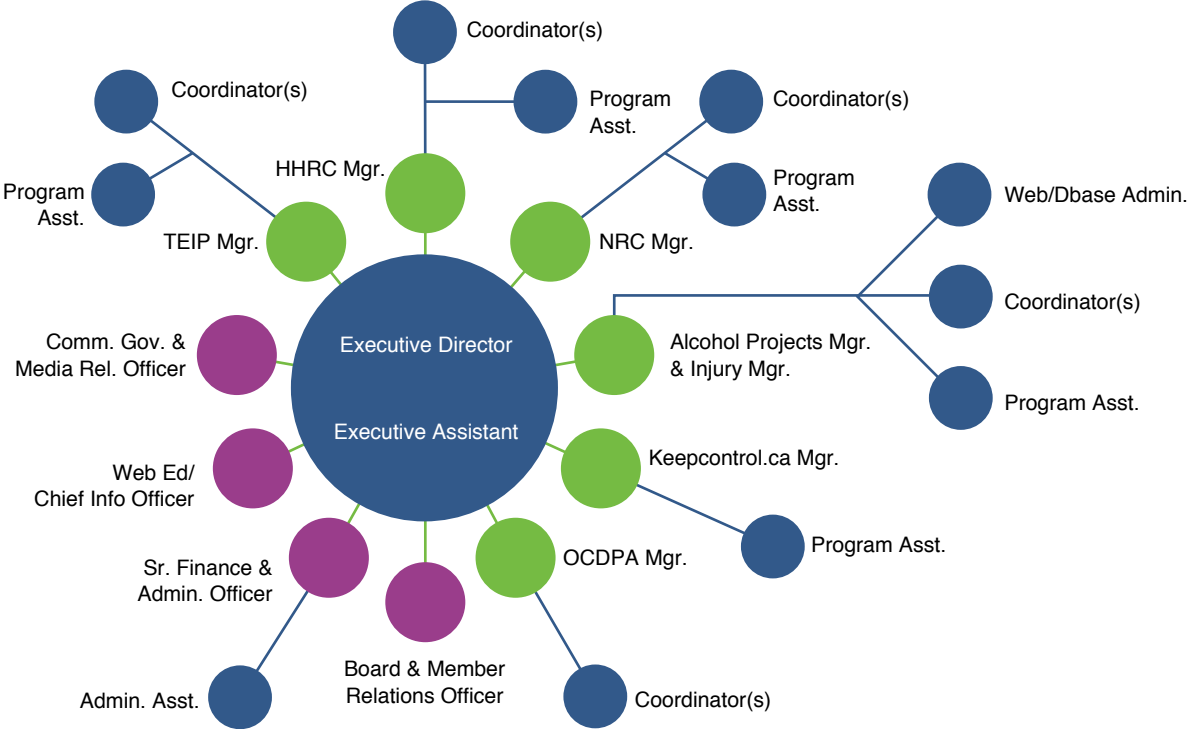 Coordinator(s)
Coordinator(s)
Program
Asst.
Coordinator(s)
HHRC Mgr.
Program
Asst.
Program
Asst.
Web/Dbase Admin.
TEIP Mgr.
NRC Mgr.
Coordinator(s)
Comm. Gov. &
Media Rel. Officer
Executive Director
Alcohol Projects Mgr.
& Injury Mgr.
Program Asst.
Executive Assistant
Keepcontrol.ca Mgr.
Web Ed/
Chief Info Officer
Program Asst.
Sr. Finance &
Admin. Officer
OCDPA Mgr.
Board & Member
Relations Officer
Admin. Asst.
Coordinator(s)